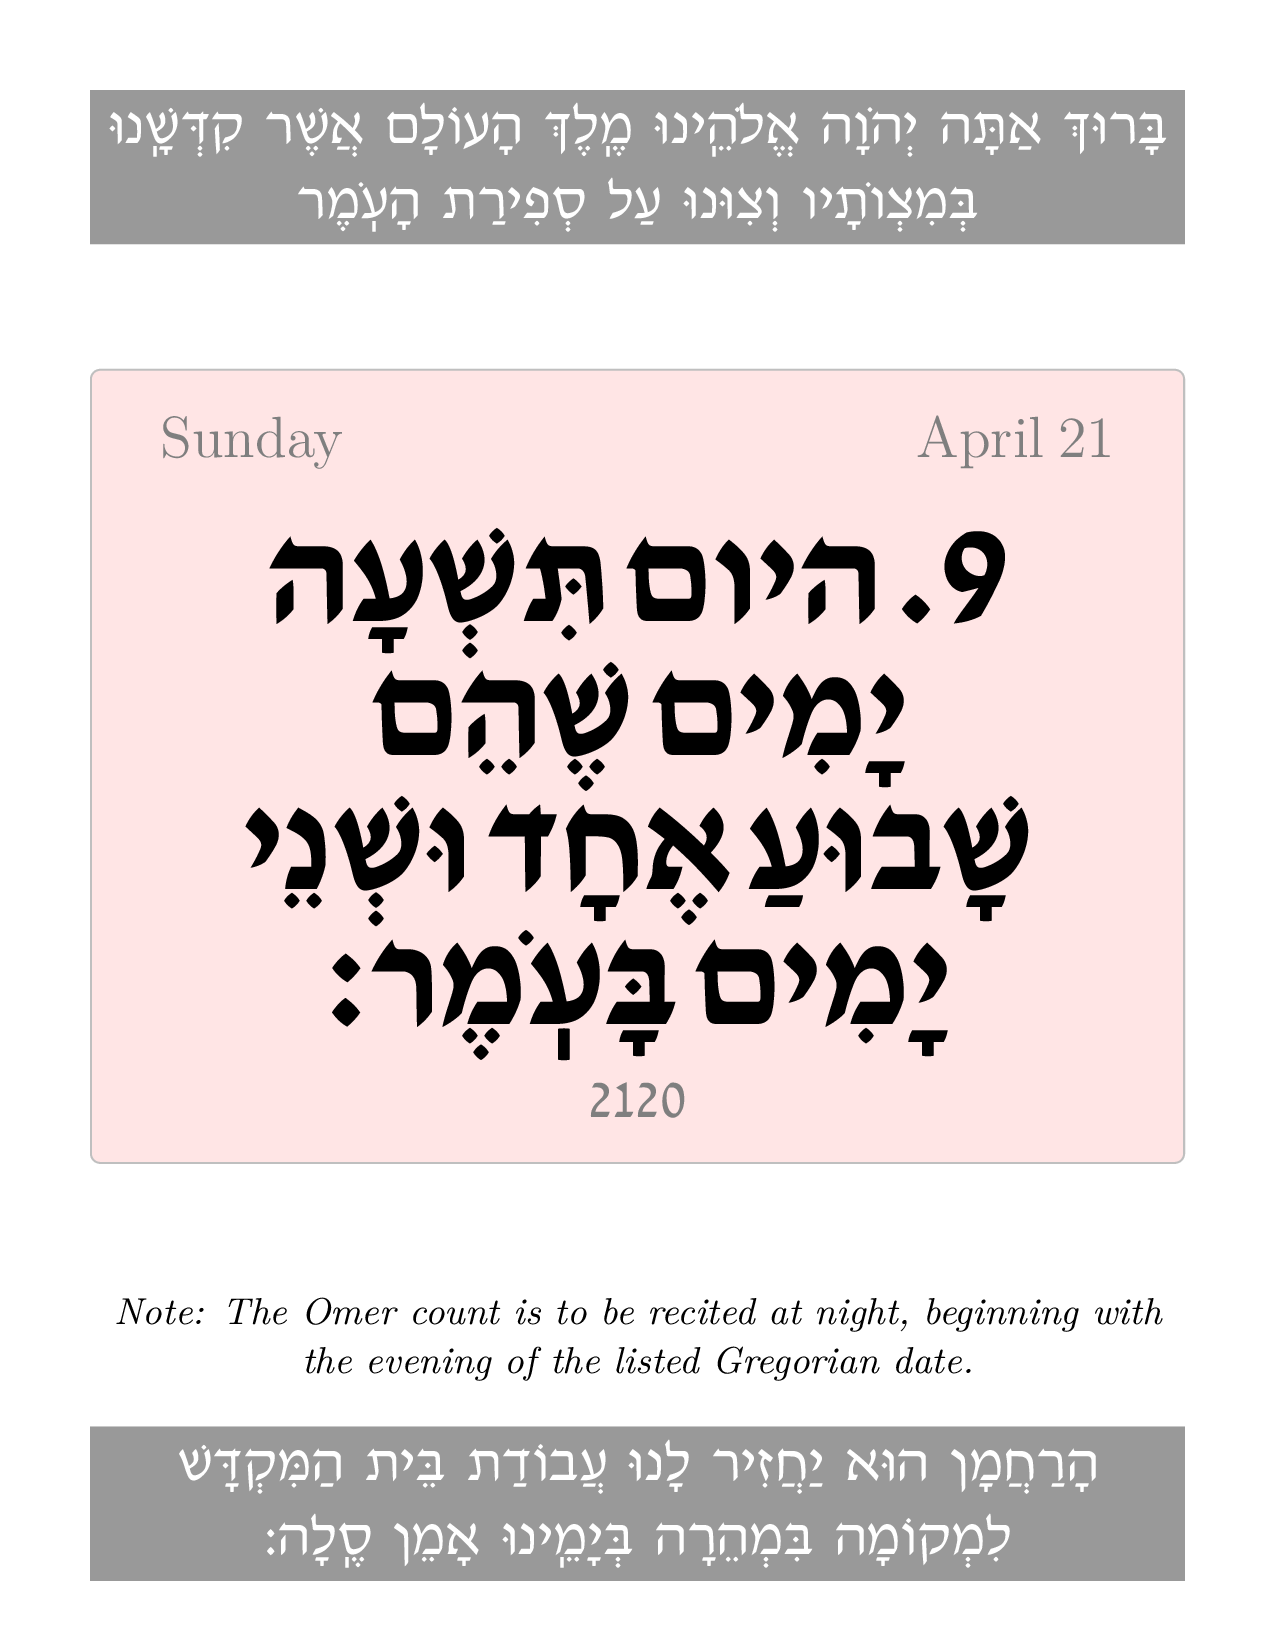 בָּרוּךְ אַתָּה יְהֹוָה אֱלֹהֵֽינוּ מֶֽלֶךְ הָעוֹלָם אֲשֶׁר קִדְּשָֽׁנוּ
בְּמִצְוֹתָיו וְצִוּנוּ עַל סְפִירַת הָעֹֽמֶר
Sunday April 21
9. היום תִּשְׁעָה
יָמִים שֶׁהֵם
שָׁבוּעַ אֶחָד וּשְׁנֵי
יָמִים בָּעֹֽמֶר׃
2120
Note: The Omer count is to be recited at night, beginning with
the evening of the listed Gregorian date.
הָרַחֲמָן הוּא יַחֲזִיר לָנוּ עֲבוֹדַת בֵּית הַמִּקְדָּשׁ
לִמְקוֹמָהּ בִּמְהֵרָה בְּיָמֵֽינוּ אָמֵן סֶֽלָה׃